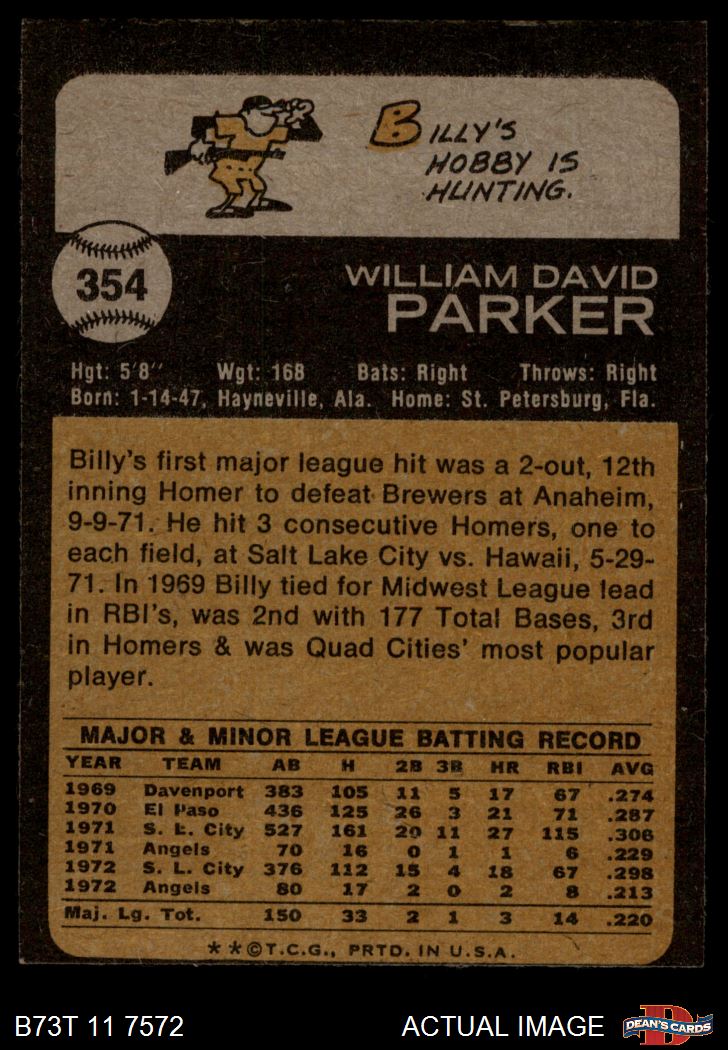 BILLY'S
HOBBY IS
HUNTING.
354
WILLIAM DAVID
PARKER
Hgt: 5'8" Wgt: 168 Bats: Right Throws: Right
Born: 1-14-47, Hayneville, Ala. Home: St. Petersburg, Fla.
Billy's first major league hit was a 2-out, 12th
inning Homer to defeat Brewers at Anaheim,
9-9-71. He hit 3 consecutive Homers, one to
each field, at Salt Lake City vs. Hawaii, 5-29-
71. In 1969 Billy tied for Midwest League lead
in RBI's, was 2nd with 177 Total Bases, 3rd
in Homers & was Quad Cities' most popular
player.
MAJOR & MINOR LEAGUE BATTING RECORD
YEAR TEAM AB H 2B 3B HR RBI AVG
1969 Davenport 383 105 11 5 17 67 .274
1970 El Paso 436 125 26 3 21 71 .287
1971 S. L. City 527 161 20 11 27 115 .306
1971 Angels 70 16 0 1 1 6 .229
1972 S. L. City 376 112 15 4 18 67 .298
1972 Angels 80 17 2 0 2 8 .213
Maj. Lg. Tot. 150 33 2 1 3 14 .220
**©T.C.G., PRTD. IN U.S.A.
B73T 11 7572 ACTUAL IMAGE DEAN'S CARDS